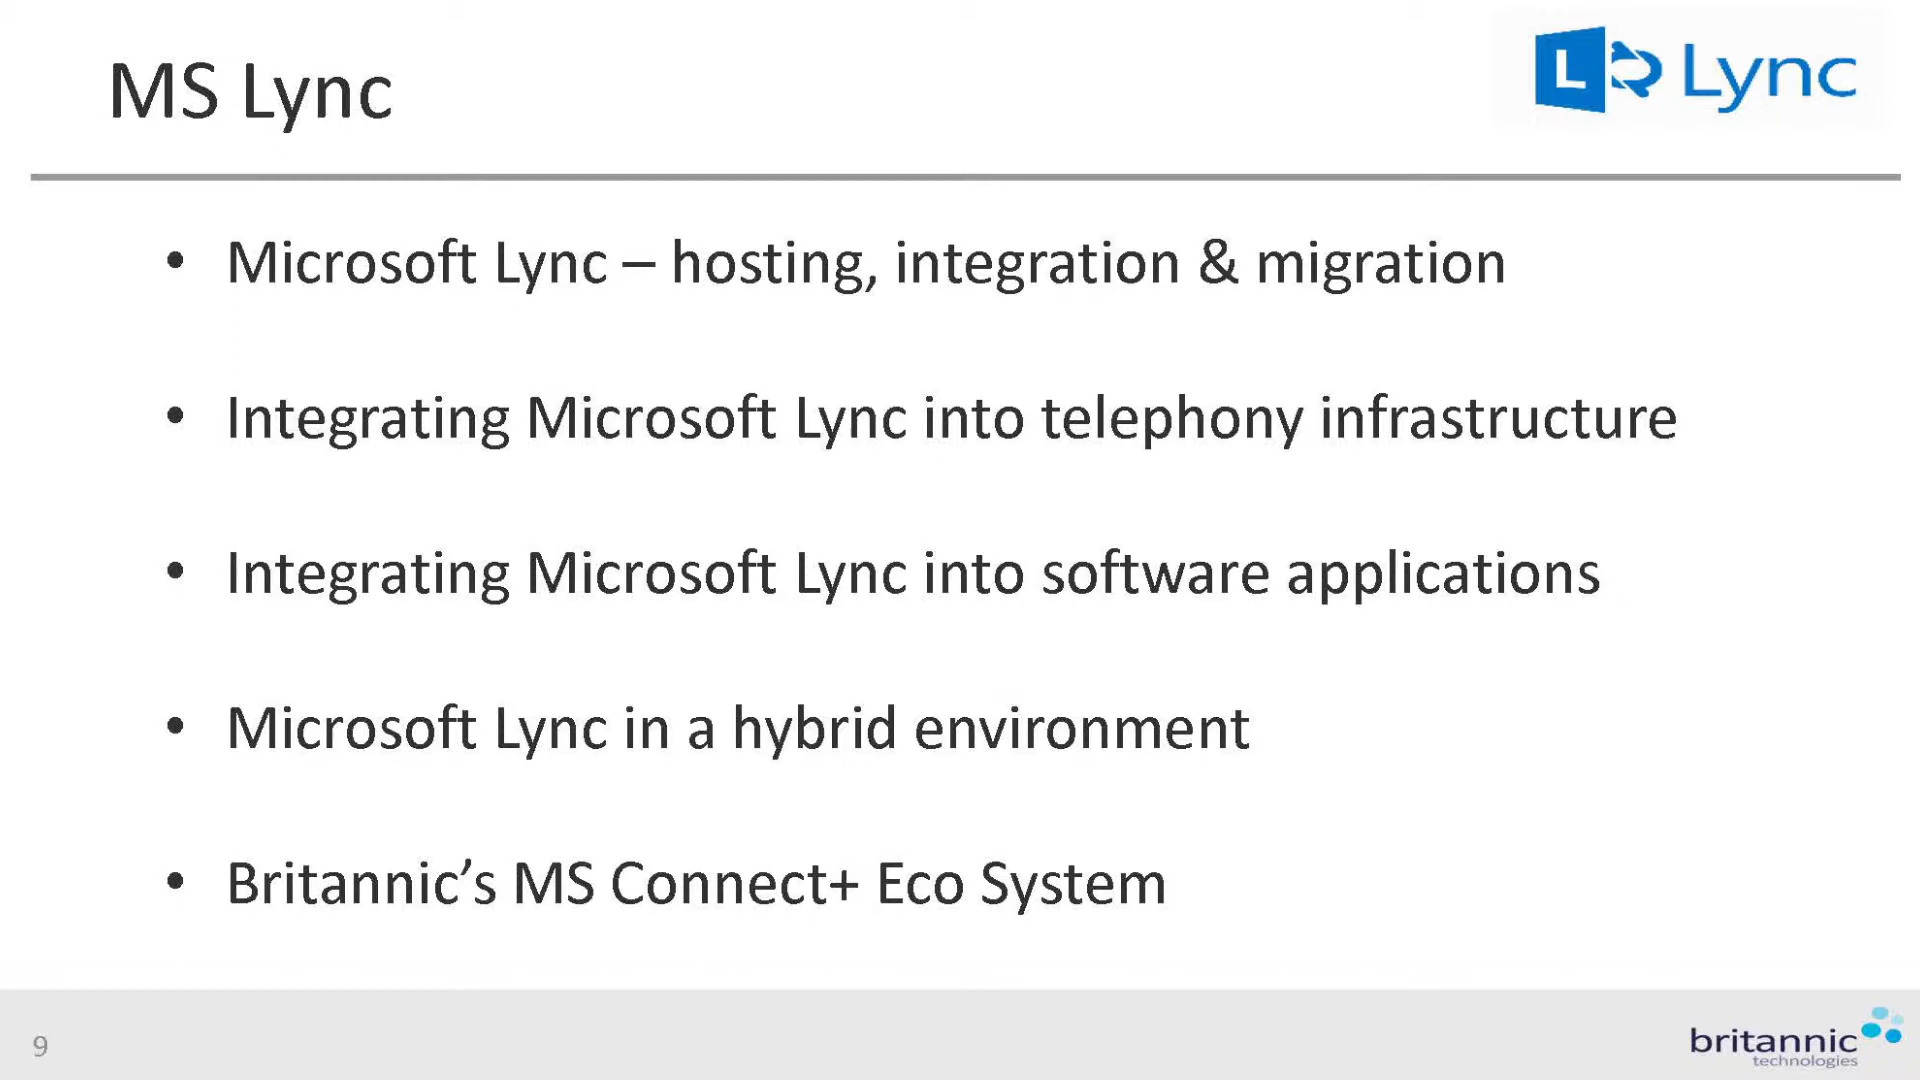 MS Lync
L Lync
• Microsoft Lync – hosting, integration & migration
• Integrating Microsoft Lync into telephony infrastructure
• Integrating Microsoft Lync into software applications
• Microsoft Lync in a hybrid environment
• Britannic’s MS Connect+ Eco System
9
britannic
technologies